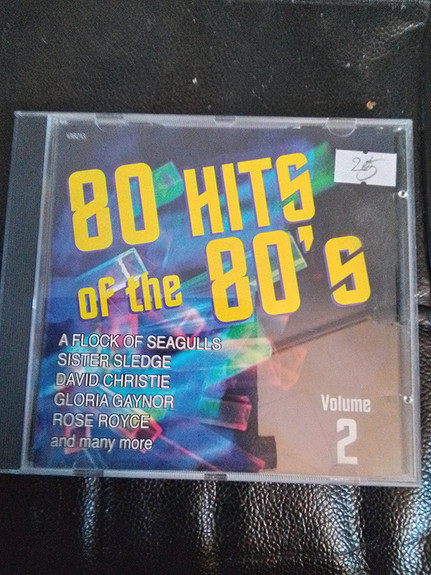 80 HITS
of the 80's
A FLOCK OF SEAGULLS
SISTER SLEDGE
DAVID CHRISTIE
GLORIA GAYNOR
ROSE ROYCE
and many more
Volume
2